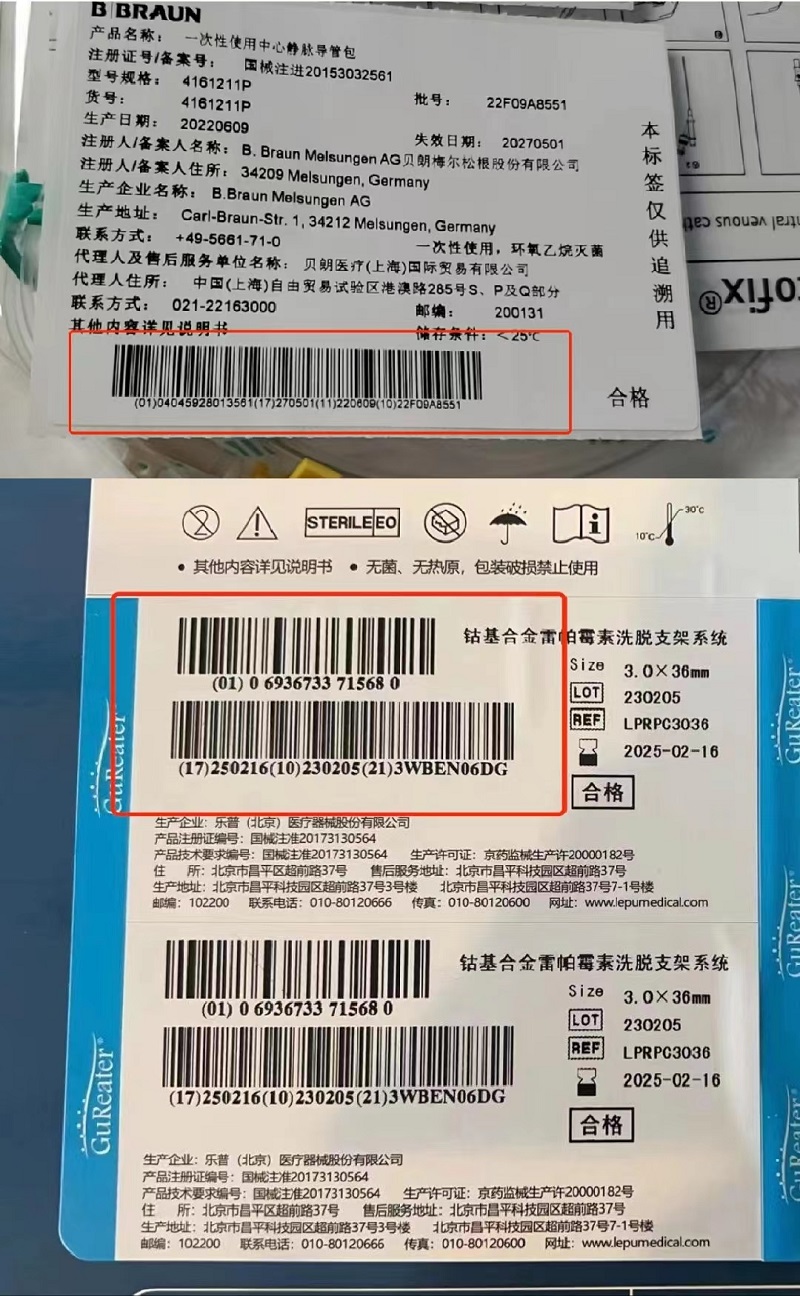 B BRAUN
产品名称： 一次性使用中心静脉导管包
注册证号/备案号： 国械注进20153032561
型号规格： 4161211P
货号： 4161211P 批号： 22F09A8551
生产日期： 20220609 失效日期： 20270501
注册人/备案人名称： B. Braun Melsungen AG贝朗梅尔松根股份有限公司
注册人/备案人住所： 34209 Melsungen, Germany
生产企业名称： B.Braun Melsungen AG
生产地址： Carl-Braun-Str. 1, 34212 Melsungen, Germany
联系方式： +49-5661-71-0 一次性使用，环氧乙烷灭菌
代理人及售后服务单位名称： 贝朗医疗(上海)国际贸易有限公司
代理人住所： 中国(上海)自由贸易试验区港澳路285号S、P及Q部分
联系方式： 021-22163000 邮编： 200131
其他内容详见说明书 储存条件：＜25℃
(01)04045928013561(17)270501(11)220609(10)22F09A8551
合格
本标签仅供追溯用
ntral venous cath
ofix®
STERILE EO
10°C
30°C
• 其他内容详见说明书 • 无菌、无热原，包装破损禁止使用
钴基合金雷帕霉素洗脱支架系统
(01) 0 6936733 71568 0
(17)250216(10)230205(21)3WBEN06DG
Size 3.0×36mm
LOT 230205
REF LPRPC3036
2025-02-16
合格
生产企业：乐普（北京）医疗器械股份有限公司
产品注册证编号：国械注准20173130564
产品技术要求编号：国械注准20173130564 生产许可证：京药监械生产许20000182号
住 所：北京市昌平区超前路37号 售后服务地址：北京市昌平区超前路37号
生产地址：北京市昌平科技园区超前路37号3号楼 北京市昌平科技园区超前路37号7-1号楼
邮编：102200 联系电话：010-80120666 传真：010-80120600 网址：www.lepumedical.com
GuReater®
钴基合金雷帕霉素洗脱支架系统
(01) 0 6936733 71568 0
(17)250216(10)230205(21)3WBEN06DG
Size 3.0×36mm
LOT 230205
REF LPRPC3036
2025-02-16
合格
生产企业：乐普（北京）医疗器械股份有限公司
产品注册证编号：国械注准20173130564
产品技术要求编号：国械注准20173130564 生产许可证：京药监械生产许20000182号
住 所：北京市昌平区超前路37号 售后服务地址：北京市昌平区超前路37号
生产地址：北京市昌平科技园区超前路37号3号楼 北京市昌平科技园区超前路37号7-1号楼
邮编：102200 联系电话：010-80120666 传真：010-80120600 网址：www.lepumedical.com
GuReater®
GuReater
GuReater
GuReater